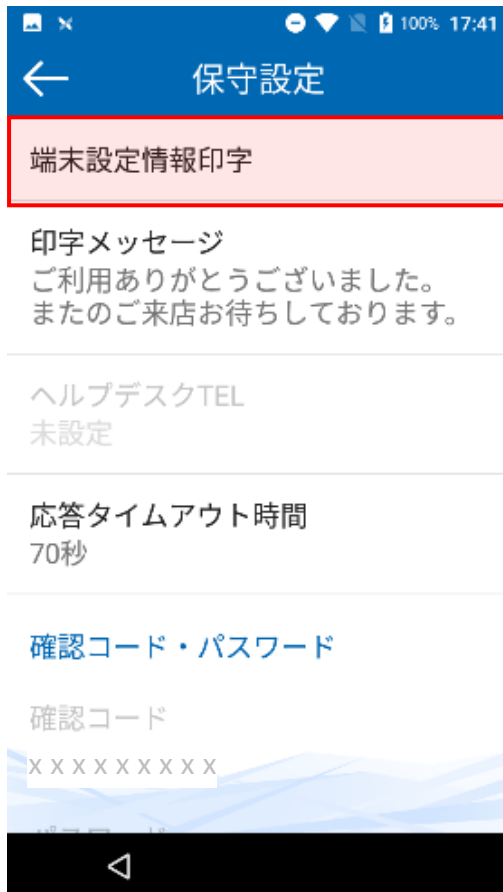 100% 17:41
保守設定
端末設定情報印字
印字メッセージ
ご利用ありがとうございました。
またのご来店お待ちしております。
ヘルプデスクTEL
未設定
応答タイムアウト時間
70秒
確認コード・パスワード
確認コード
X X X X X X X X X